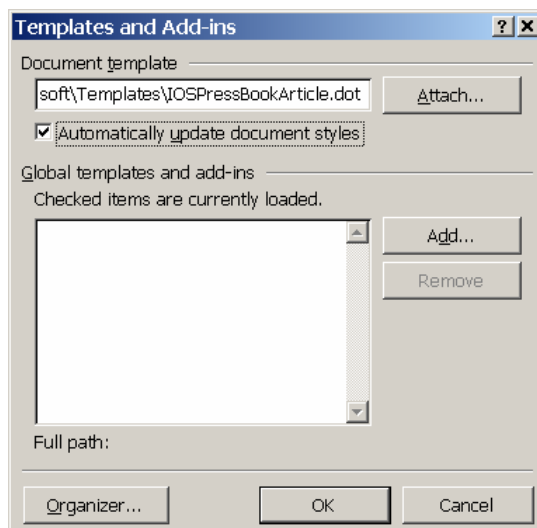 Templates and Add-ins
Document template
soft\Templates\IOSPressBookArticle.dot
Attach...
Automatically update document styles
Global templates and add-ins
Checked items are currently loaded.
Add...
Remove
Full path:
Organizer...
OK
Cancel